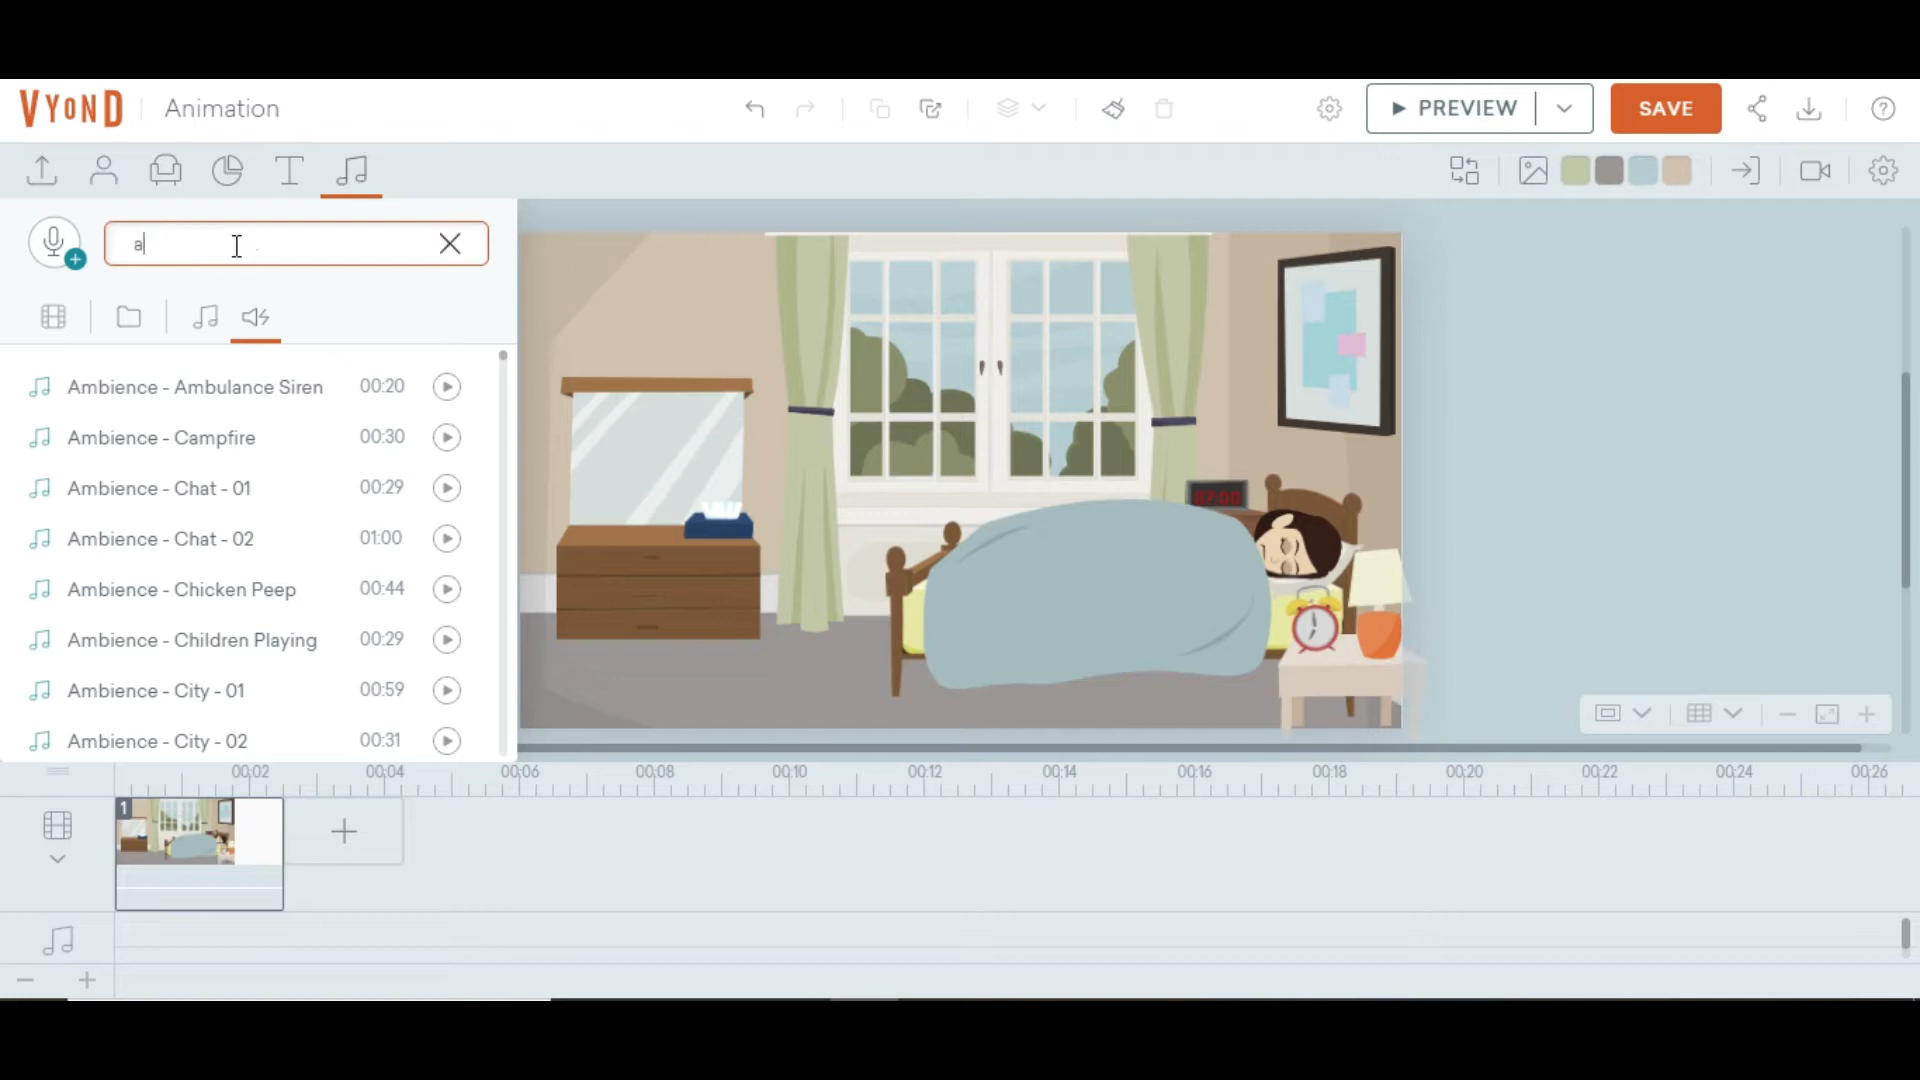 VYOND Animation PREVIEW SAVE
a
Ambience - Ambulance Siren 00:20
Ambience - Campfire 00:30
Ambience - Chat - 01 00:29
Ambience - Chat - 02 01:00
Ambience - Chicken Peep 00:44
Ambience - Children Playing 00:29
Ambience - City - 01 00:59
Ambience - City - 02 00:31
07:00
00:02 00:04 00:06 00:08 00:10 00:12 00:14 00:16 00:18 00:20 00:22 00:24 00:26
1